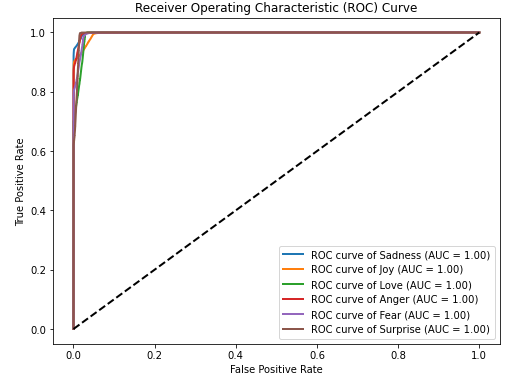 Receiver Operating Characteristic (ROC) Curve
1.0
0.8
0.6
0.4
0.2
0.0
True Positive Rate
ROC curve of Sadness (AUC = 1.00)
ROC curve of Joy (AUC = 1.00)
ROC curve of Love (AUC = 1.00)
ROC curve of Anger (AUC = 1.00)
ROC curve of Fear (AUC = 1.00)
ROC curve of Surprise (AUC = 1.00)
0.0 0.2 0.4 0.6 0.8 1.0
False Positive Rate